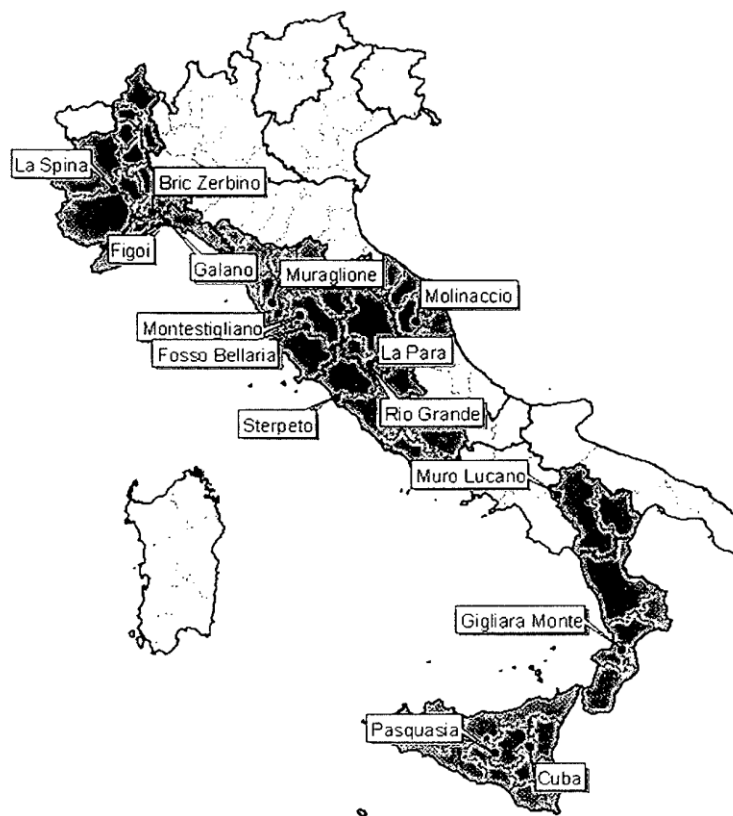 La Spina
Bric Zerbino
Figoi
Galano
Muraglione
Molinaccio
Montestigliano
Fosso Bellaria
La Para
Sterpeto
Rio Grande
Muro Lucano
Gigliara Monte
Pasquasia
Cuba